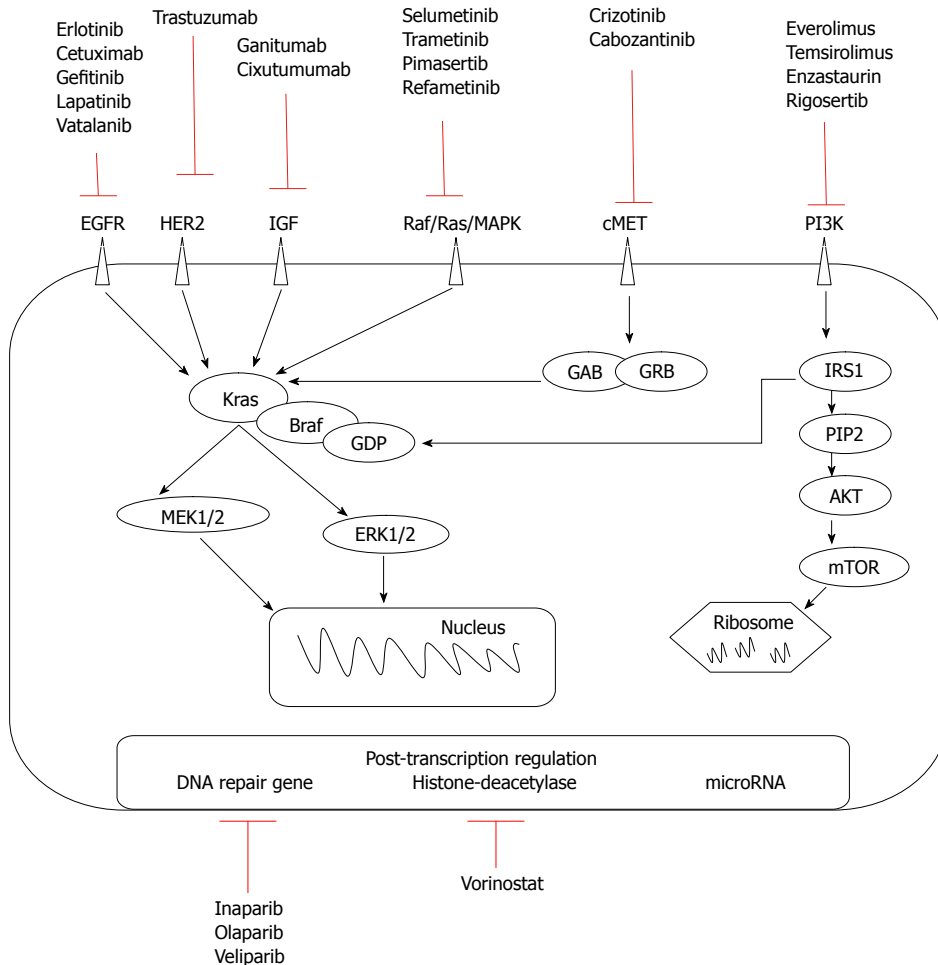 Erlotinib
Cetuximab
Gefitinib
Lapatinib
Vatalanib
Trastuzumab
Ganitumab
Cixutumumab
Selumetinib
Trametinib
Pimasertib
Refametinib
Crizotinib
Cabozantinib
Everolimus
Temsirolimus
Enzastaurin
Rigosertib
EGFR
HER2
IGF
Raf/Ras/MAPK
cMET
PI3K
GAB
GRB
IRS1
Kras
Braf
GDP
PIP2
AKT
MEK1/2
ERK1/2
mTOR
Nucleus
Ribosome
Post-transcription regulation
DNA repair gene
Histone-deacetylase
microRNA
Vorinostat
Inaparib
Olaparib
Veliparib